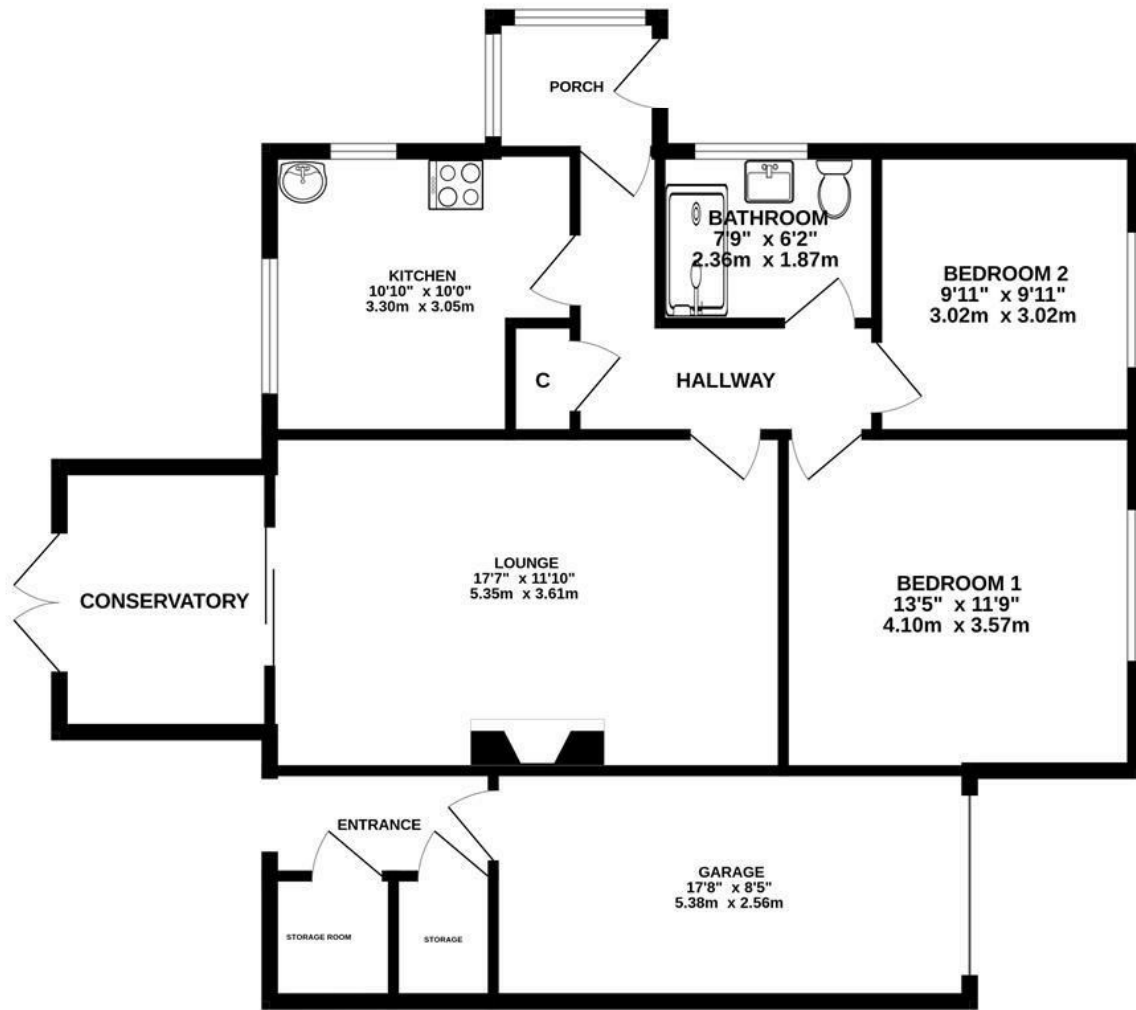 PORCH
KITCHEN
10'10" x 10'0"
3.30m x 3.05m
BATHROOM
7'9" x 6'2"
2.36m x 1.87m
BEDROOM 2
9'11" x 9'11"
3.02m x 3.02m
C
HALLWAY
CONSERVATORY
LOUNGE
17'7" x 11'10"
5.35m x 3.61m
BEDROOM 1
13'5" x 11'9"
4.10m x 3.57m
ENTRANCE
STORAGE ROOM
STORAGE
GARAGE
17'8" x 8'5"
5.38m x 2.56m